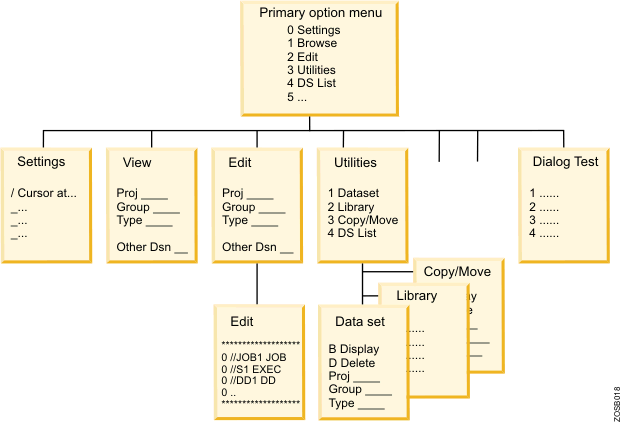 Primary option menu
0 Settings
1 Browse
2 Edit
3 Utilities
4 DS List
5 ...
Settings
/ Cursor at...
_...
_...
_...
View
Proj ____
Group ____
Type ____
Other Dsn __
Edit
Proj ____
Group ____
Type ____
Other Dsn __
Utilities
1 Dataset
2 Library
3 Copy/Move
4 DS List
Dialog Test
1 ......
2 ......
3 ......
4 ......
Edit
*******************
0 //JOB1 JOB
0 //S1 EXEC
0 //DD1 DD
0 ..
*******************
Copy/Move
Library
......
......
......
......
Data set
B Display
D Delete
Proj ____
Group ____
Type ____
ZOSB018